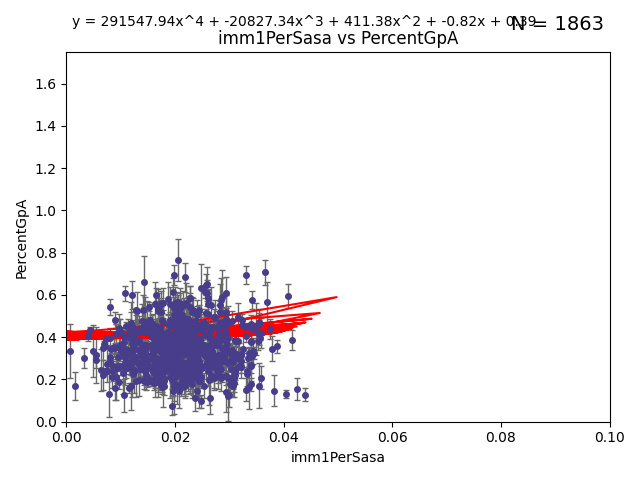 y = 291547.94x^4 + -20827.34x^3 + 411.38x^2 + -0.82x + 0.39
N = 1863
imm1PerSasa vs PercentGpA
1.6
1.4
1.2
1.0
0.8
0.6
0.4
0.2
0.0
PercentGpA
0.00 0.02 0.04 0.06 0.08 0.10
imm1PerSasa